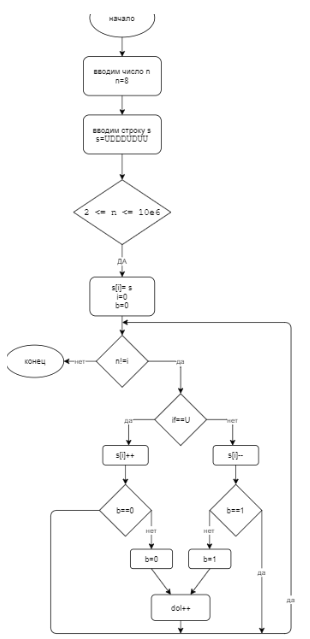 начало
вводим число n
n=8
вводим строку s
s=UDDDUDUU
2 <= n <= 10a6
ДА
s[i]= s
i=0
b=0
конец
нет
n!=i
да
if==U
да
нет
s[i]++
s[i]--
b==0
b==1
нет
нет
b=0
b=1
да
dol++
да